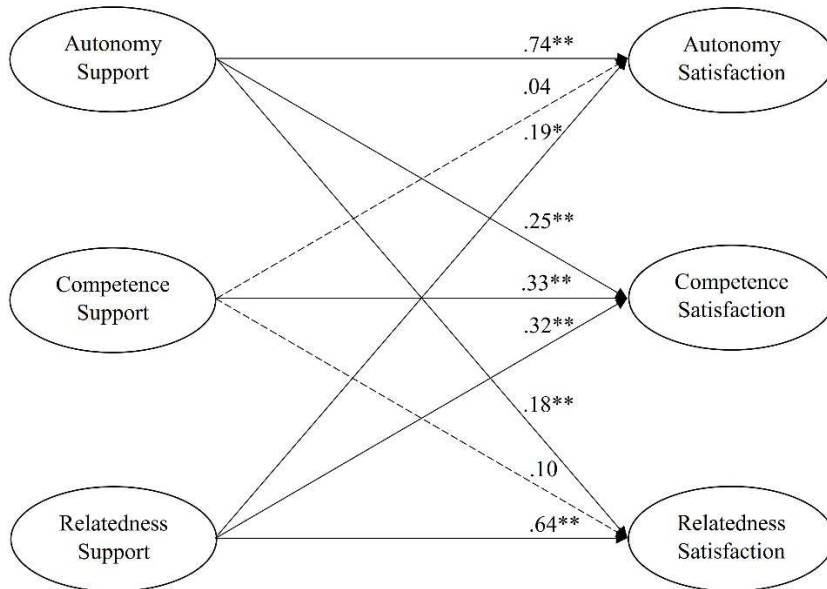 Autonomy
Support
.74**
Autonomy
Satisfaction
.04
.19*
.25**
Competence
Support
.33**
Competence
Satisfaction
.32**
.18**
.10
Relatedness
Support
.64**
Relatedness
Satisfaction